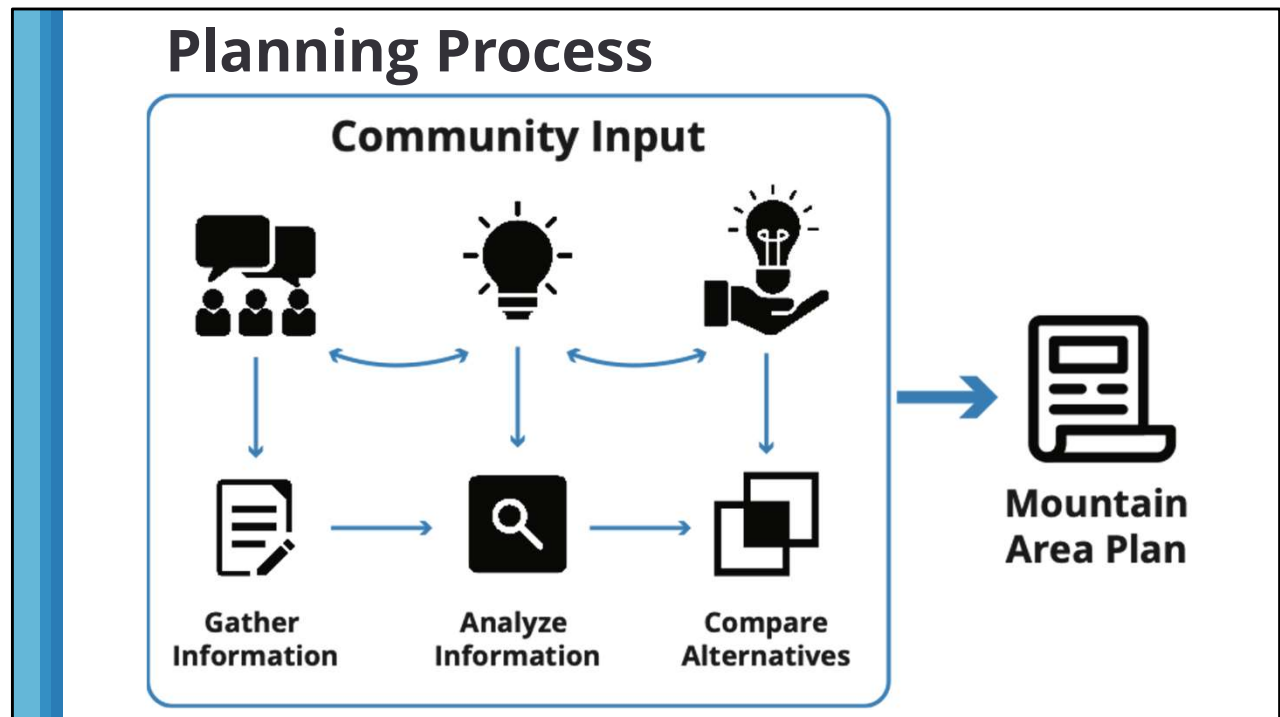 Planning Process
Community Input
Gather
Information
Analyze
Information
Compare
Alternatives
Mountain
Area Plan